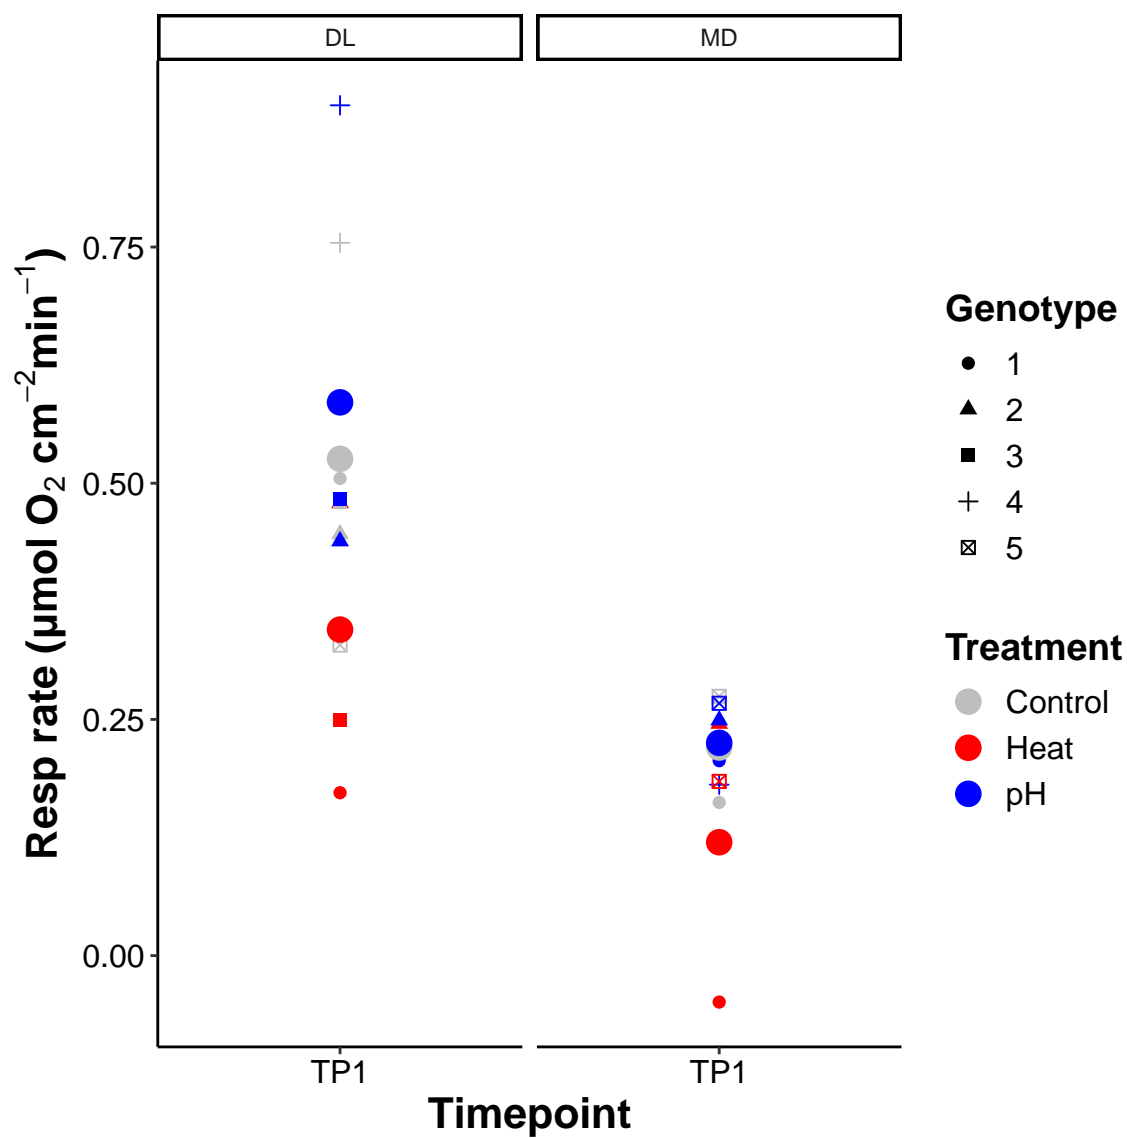 DL
MD
Resp rate (µmol O₂ cm⁻²min⁻¹)
0.75
0.50
0.25
0.00
TP1
TP1
Timepoint
Genotype
1
2
3
4
5
Treatment
Control
Heat
pH